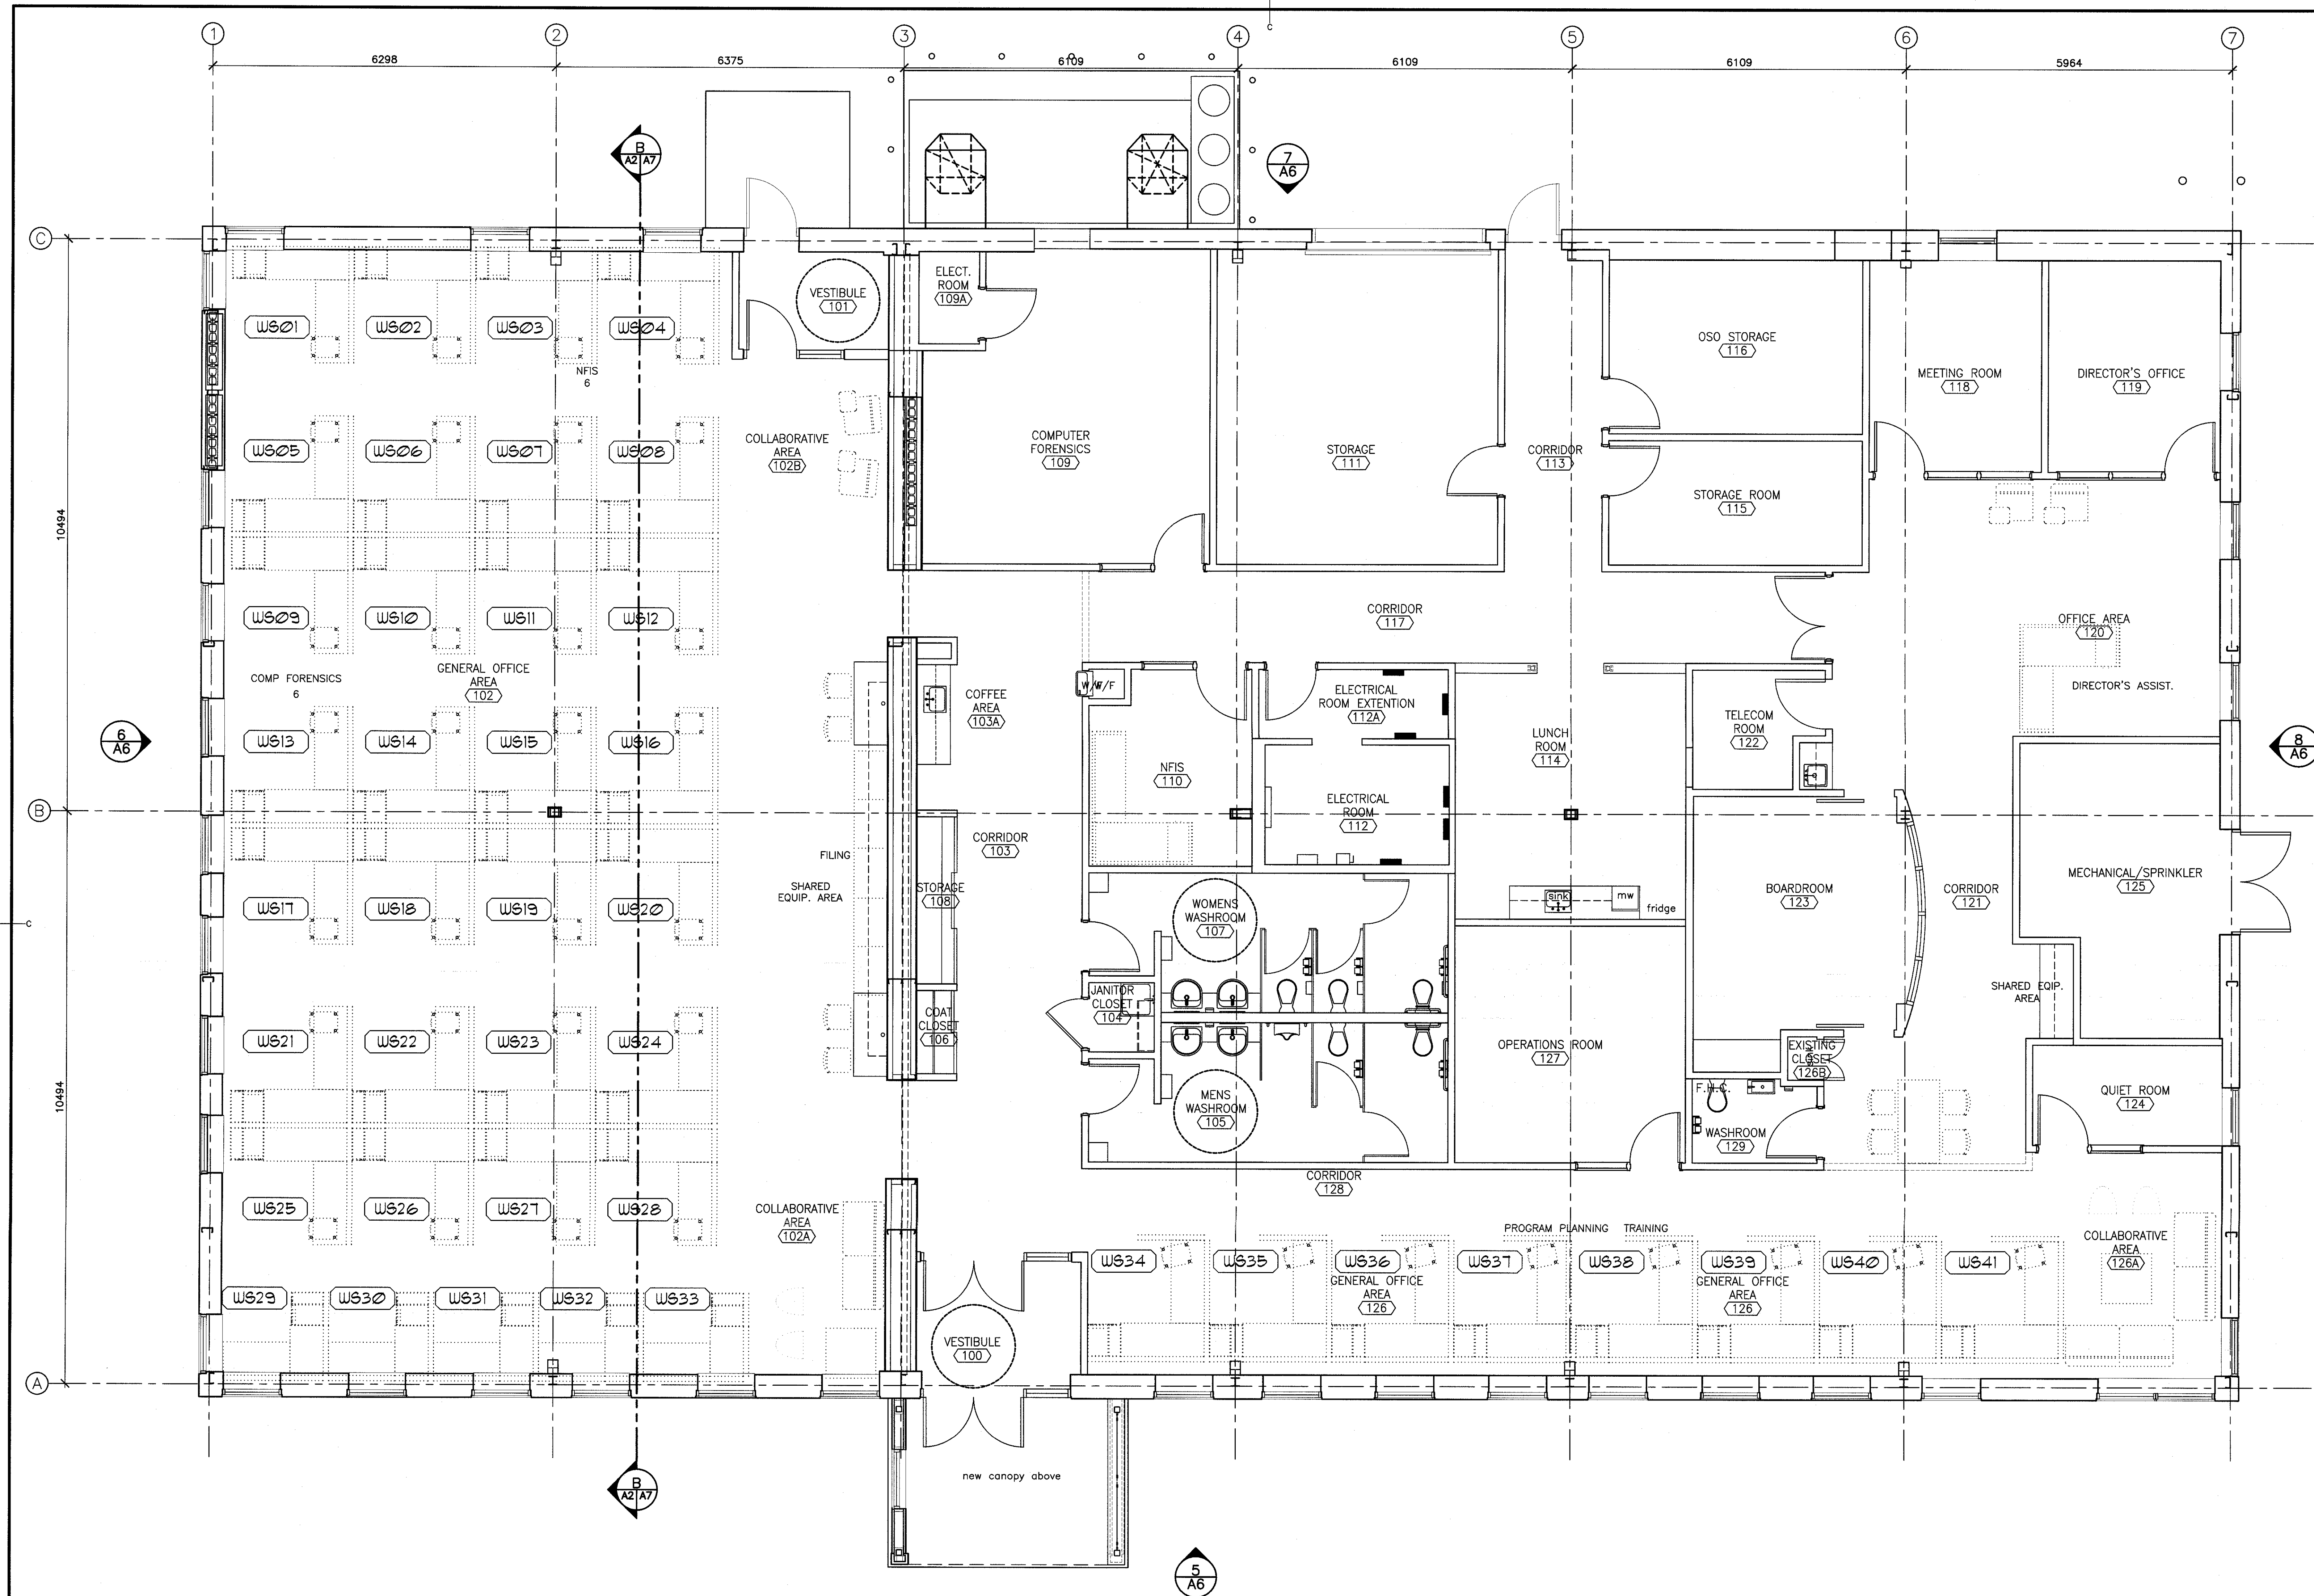 1
2
3
4
5
6
7
C
6298
6375
6109
6109
6109
5964
B
A2 A7
7
A6
C
VESTIBULE
101
ELECT.
ROOM
109A
WS01
WS02
WS03
WS04
NFIS
6
OSO STORAGE
116
MEETING ROOM
118
DIRECTOR'S OFFICE
119
WS05
WS06
WS07
WS08
COLLABORATIVE
AREA
102B
COMPUTER
FORENSICS
109
STORAGE
111
CORRIDOR
113
STORAGE ROOM
115
10494
WS09
WS10
WS11
WS12
CORRIDOR
117
OFFICE AREA
120
COMP FORENSICS
6
GENERAL OFFICE
AREA
102
DIRECTOR'S ASSIST.
COFFEE
AREA
103A
W/F
ELECTRICAL
ROOM EXTENTION
112A
TELECOM
ROOM
122
6
A6
WS13
WS14
WS15
WS16
LUNCH
ROOM
114
8
A6
NFIS
110
B
ELECTRICAL
ROOM
112
CORRIDOR
103
FILING
SHARED
EQUIP. AREA
STORAGE
108
WS17
WS18
WS19
WS20
WOMENS
WASHROOM
107
sink
mw
fridge
BOARDROOM
123
CORRIDOR
121
MECHANICAL/SPRINKLER
125
C
SHARED EQIP.
AREA
JANITOR
CLOSET
104
COAT
CLOSET
106
WS21
WS22
WS23
WS24
OPERATIONS ROOM
127
EXISTING
CLOSET
126B
10494
MENS
WASHROOM
105
F.H.C.
WASHROOM
129
QUIET ROOM
124
CORRIDOR
128
WS25
WS26
WS27
WS28
COLLABORATIVE
AREA
102A
PROGRAM PLANNING TRAINING
WS34
WS35
WS36
WS37
WS38
WS39
WS40
WS41
COLLABORATIVE
AREA
126A
GENERAL OFFICE
AREA
126
GENERAL OFFICE
AREA
126
WS29
WS30
WS31
WS32
WS33
VESTIBULE
100
A
new canopy above
B
A2 A7
5
A6